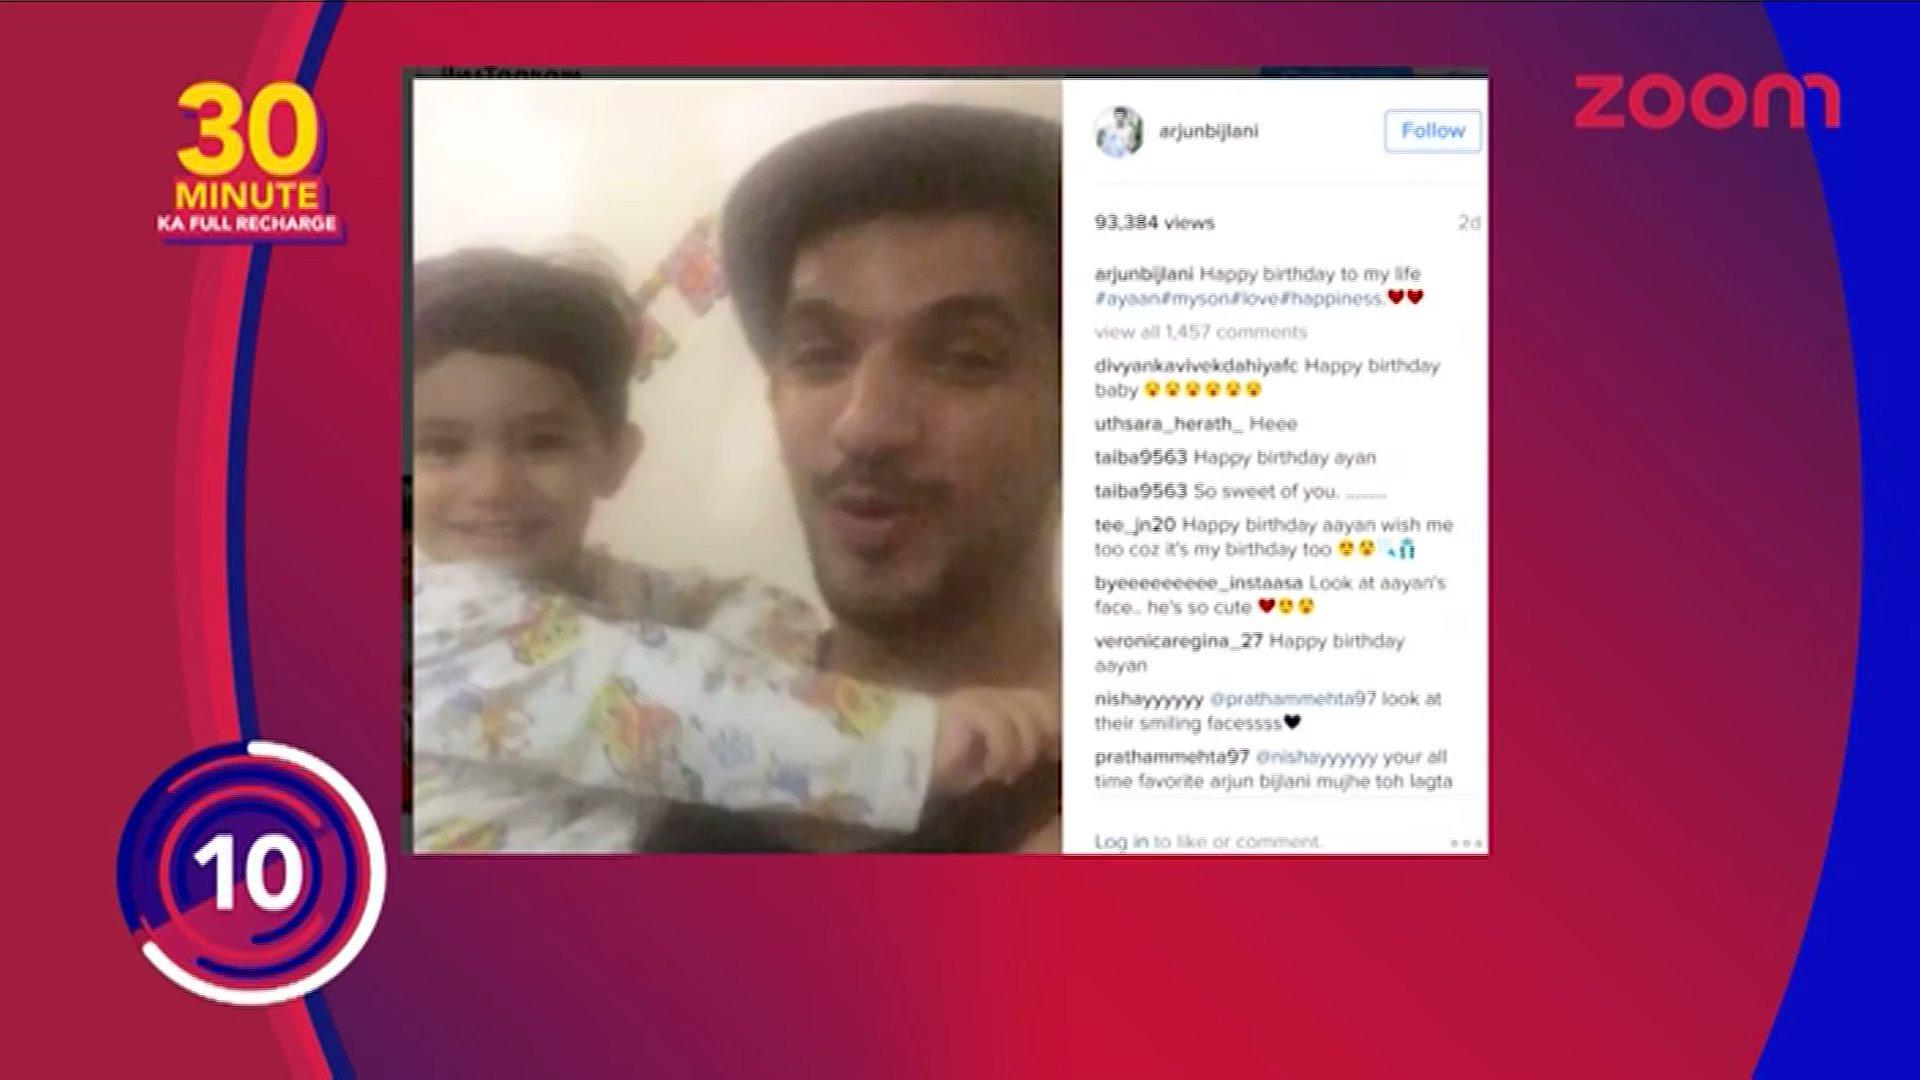 30
MINUTE
KA FULL RECHARGE
zoom
arjunbijlani
Follow
93,384 views
2d
arjunbijlani Happy birthday to my life
#ayaan#myson#love#happiness.❤❤
view all 1,457 comments
divyankavivekdahiyafc Happy birthday
baby 😍😍😍😍😍😍
uthsara_herath_ Heee
taiba9563 Happy birthday ayan
taiba9563 So sweet of you. ........
tee_jn20 Happy birthday aayan wish me
too coz it's my birthday too
byeeeeeeeeee_instaasa Look at aayan's
face.. he's so cute
veronicaregina_27 Happy birthday
aayan
nishayyyyyy @prathammehta97 look at
their smiling facessss🖤
prathammehta97 @nishayyyyyy your all
time favorite arjun bijlani mujhe toh lagta
Log in to like or comment.
10